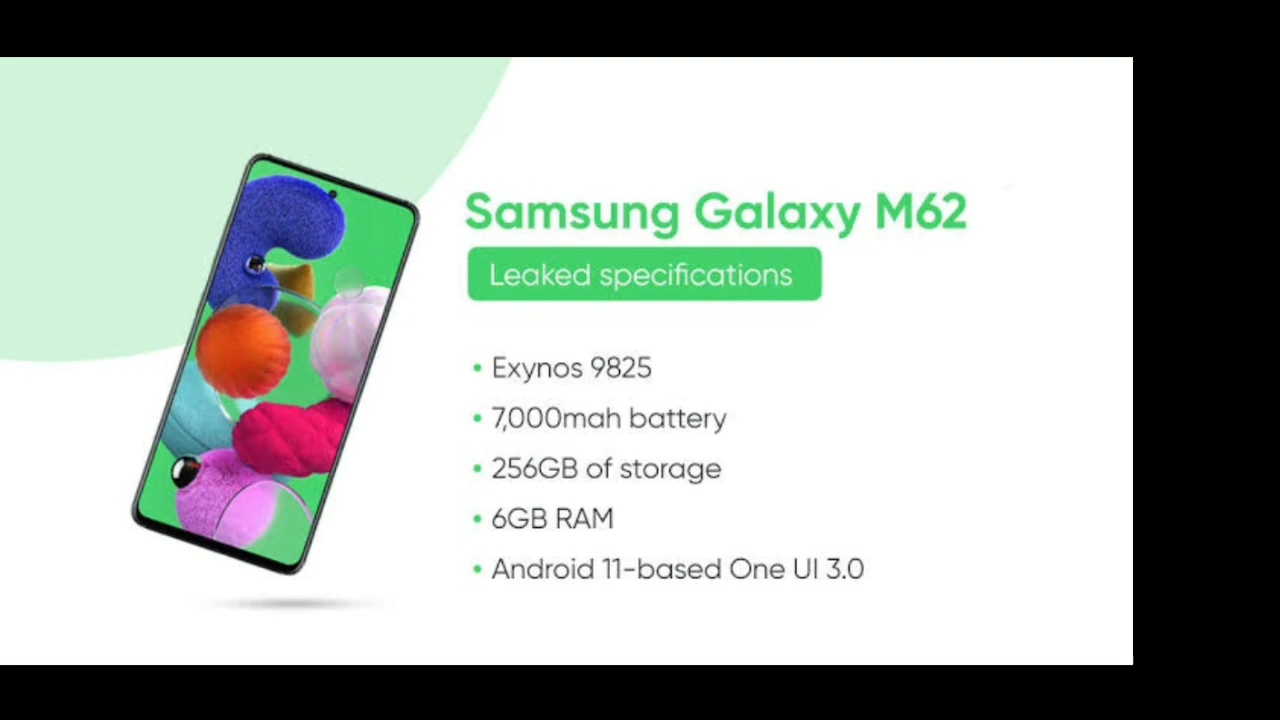 Samsung Galaxy M62
Leaked specifications
• Exynos 9825
• 7,000mah battery
• 256GB of storage
• 6GB RAM
• Android 11-based One UI 3.0